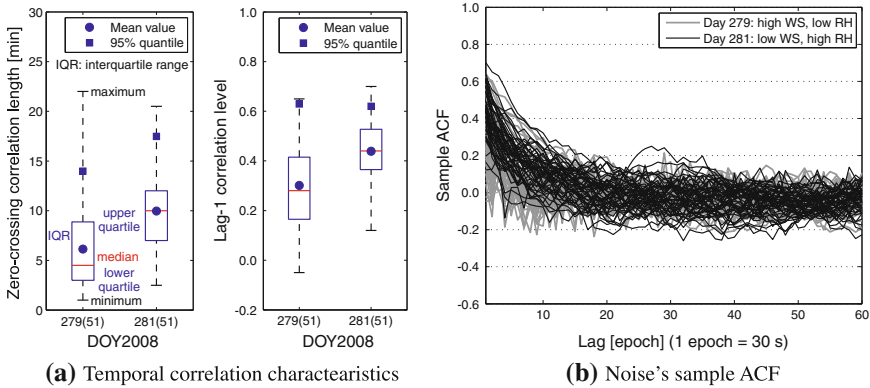 Zero-crossing correlation length [min]
30
25
20
15
10
5
0
Mean value
95% quantile
IQR: interquartile range
maximum
upper
quartile
IQR
median
lower
quartile
minimum
279(51)
281(51)
DOY2008
Lag-1 correlation level
1.0
0.8
0.6
0.4
0.2
0.0
-0.2
Mean value
95% quantile
279(51)
281(51)
DOY2008
(a) Temporal correlation charactearistics
Sample ACF
1.0
0.8
0.6
0.4
0.2
0.0
-0.2
-0.4
-0.6
Day 279: high WS, low RH
Day 281: low WS, high RH
10
20
30
40
50
60
Lag [epoch] (1 epoch = 30 s)
(b) Noise's sample ACF